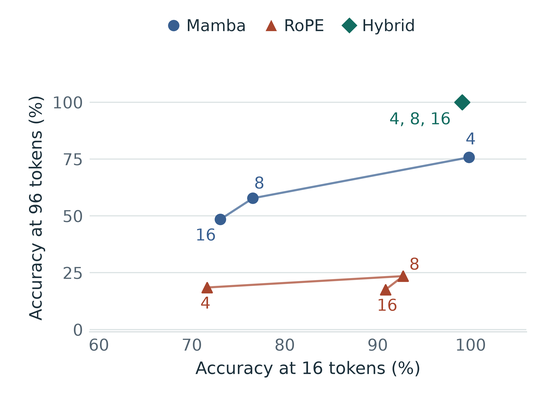 Mamba RoPE Hybrid
Accuracy at 96 tokens (%)
100
75
50
25
0
4, 8, 16
4
8
16
4
8
16
60 70 80 90 100
Accuracy at 16 tokens (%)